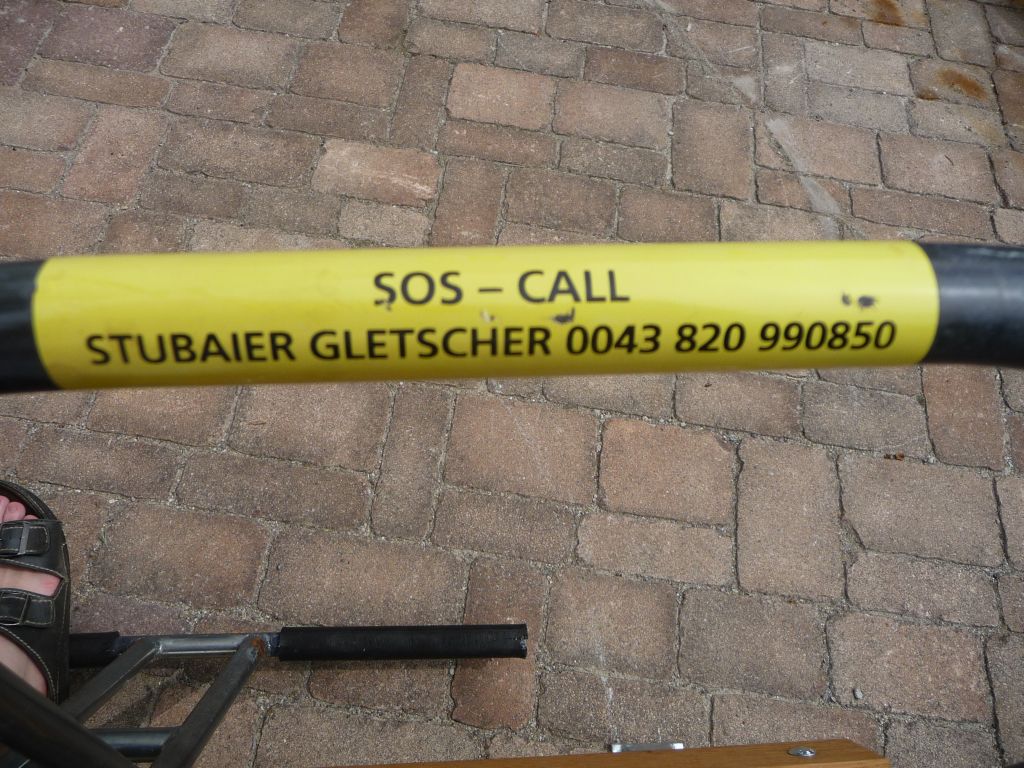 SOS – CALL
STUBAIER GLETSCHER 0043 820 990850